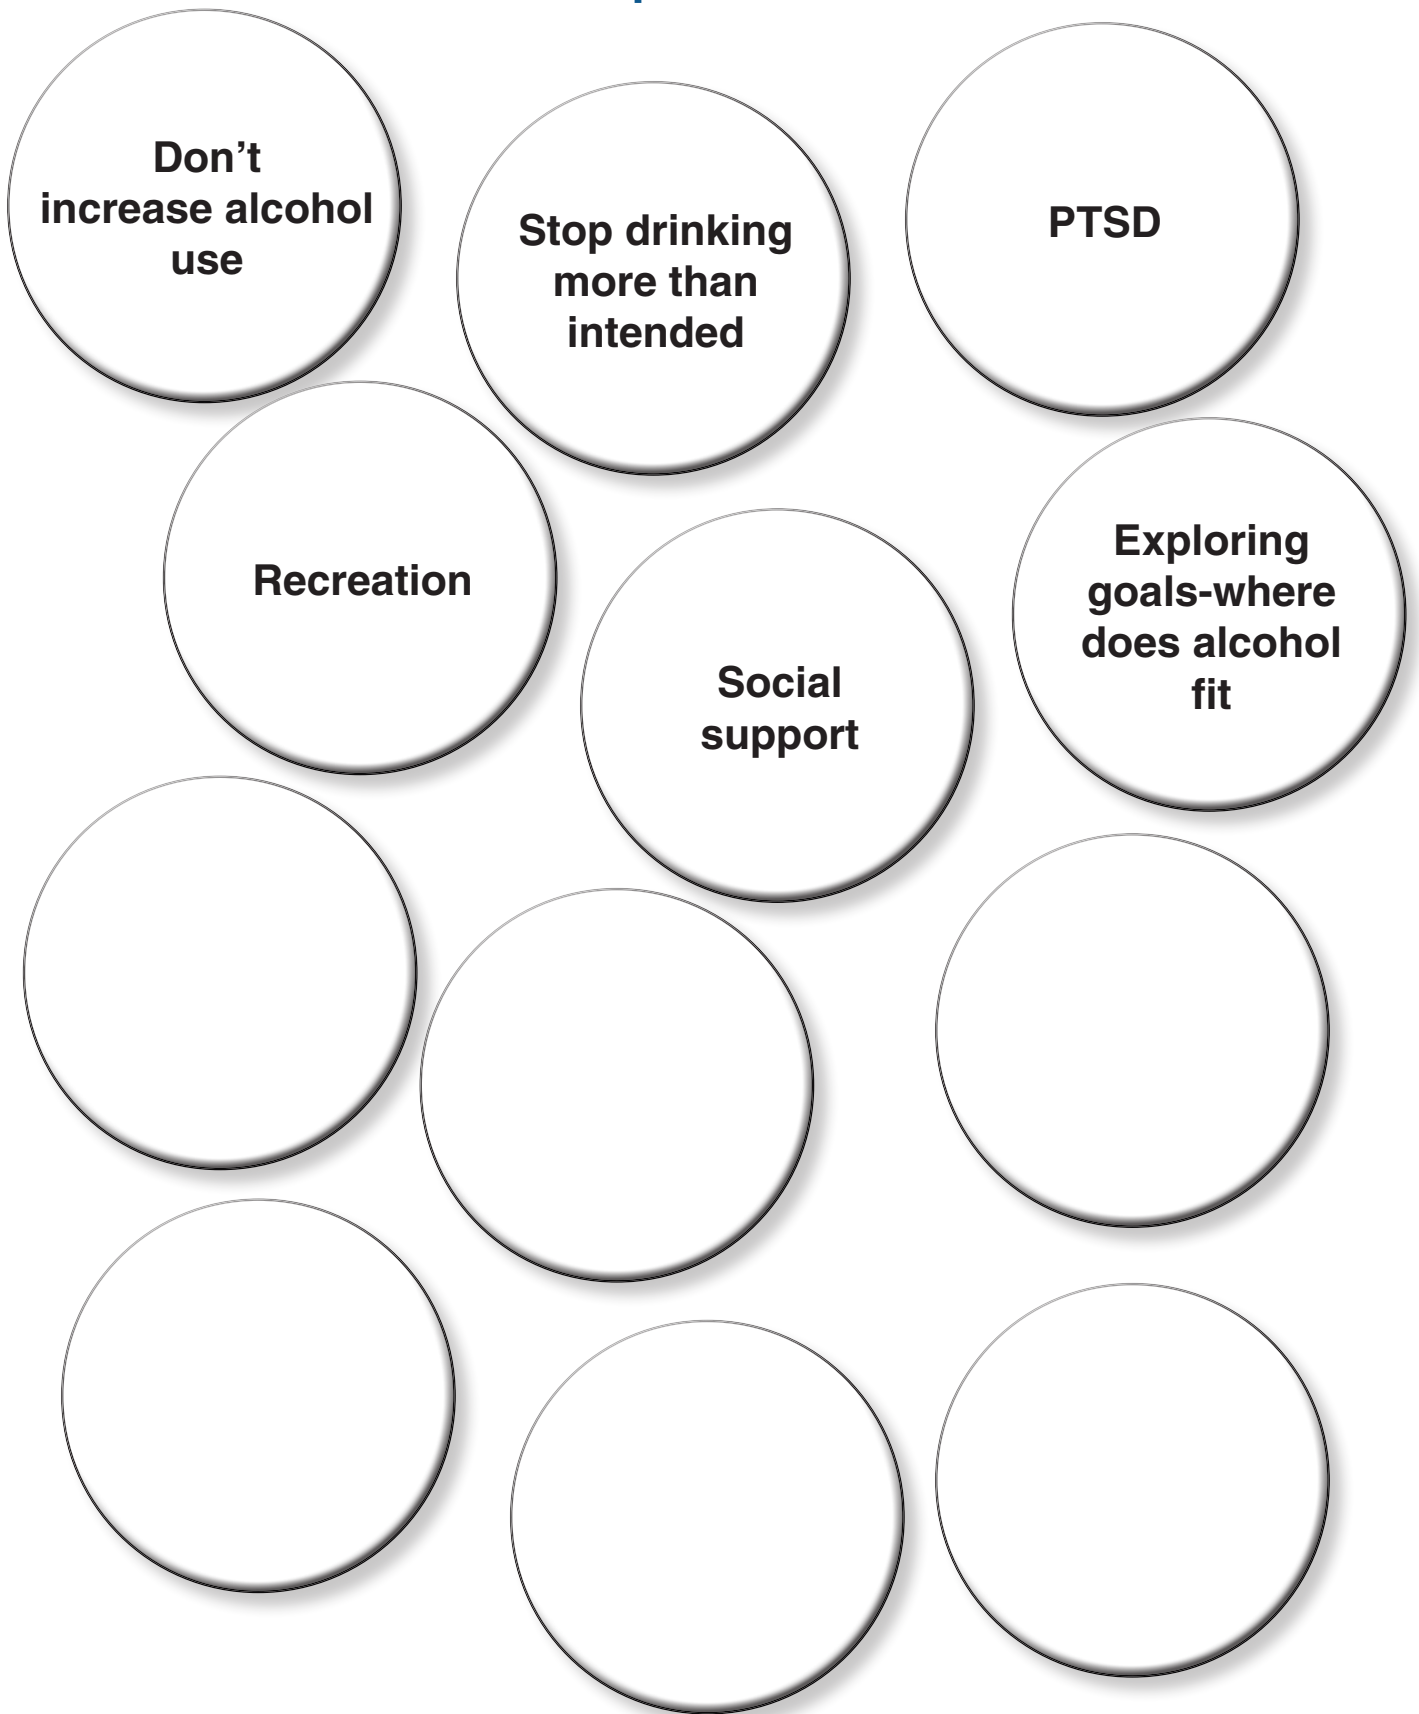 Don't
increase alcohol
use
Stop drinking
more than
intended
PTSD
Recreation
Social
support
Exploring
goals-where
does alcohol
fit